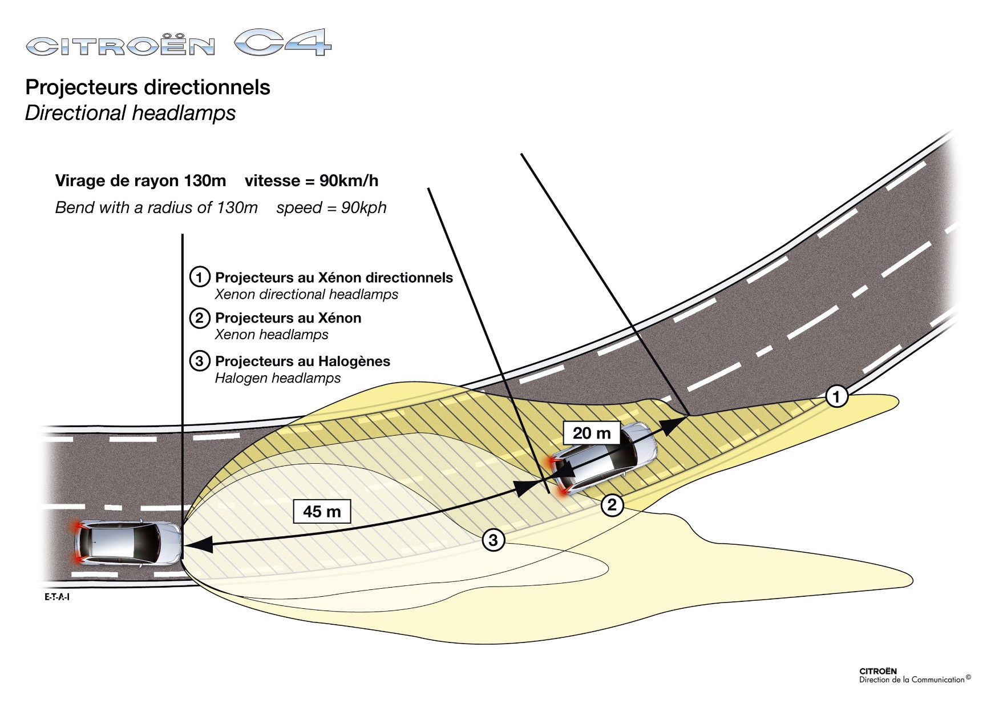 CITROËN C4
Projecteurs directionnels
Directional headlamps
Virage de rayon 130m vitesse = 90km/h
Bend with a radius of 130m speed = 90kph
1 Projecteurs au Xénon directionnels
Xenon directional headlamps
2 Projecteurs au Xénon
Xenon headlamps
3 Projecteurs au Halogènes
Halogen headlamps
1
20 m
2
45 m
3
E-T-A-I
CITROËN
Direction de la Communication©